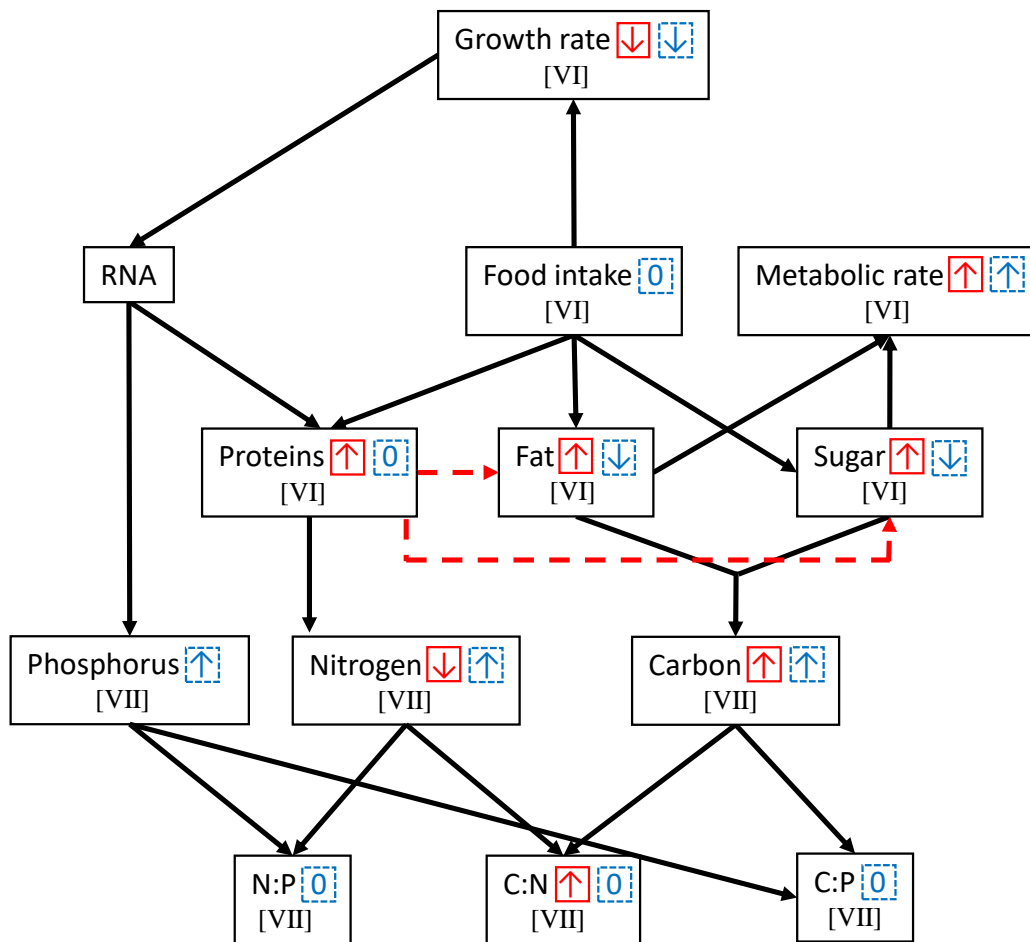 Growth rate ↓ ↓
[VI]
RNA
Food intake 0
[VI]
Metabolic rate ↑ ↑
[VI]
Proteins ↑ 0
[VI]
Fat ↑ ↓
[VI]
Sugar ↑ ↓
[VI]
Phosphorus ↑
[VII]
Nitrogen ↓ ↑
[VII]
Carbon ↑ ↑
[VII]
N:P 0
[VII]
C:N ↑ 0
[VII]
C:P 0
[VII]